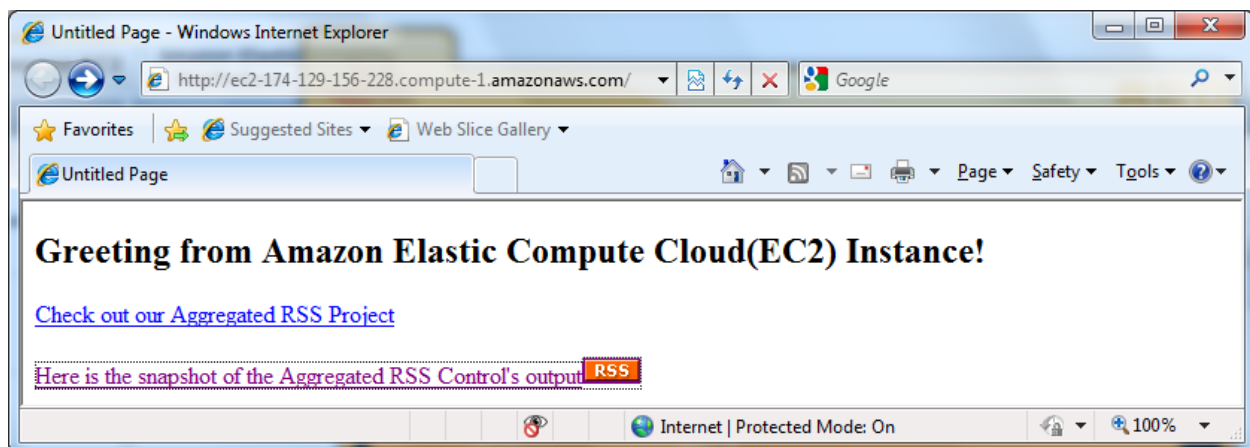 Untitled Page - Windows Internet Explorer
http://ec2-174-129-156-228.compute-1.amazonaws.com/ Google
Favorites Suggested Sites Web Slice Gallery
Untitled Page Page Safety Tools
Greeting from Amazon Elastic Compute Cloud(EC2) Instance!
Check out our Aggregated RSS Project
Here is the snapshot of the Aggregated RSS Control's output RSS
Internet | Protected Mode: On 100%